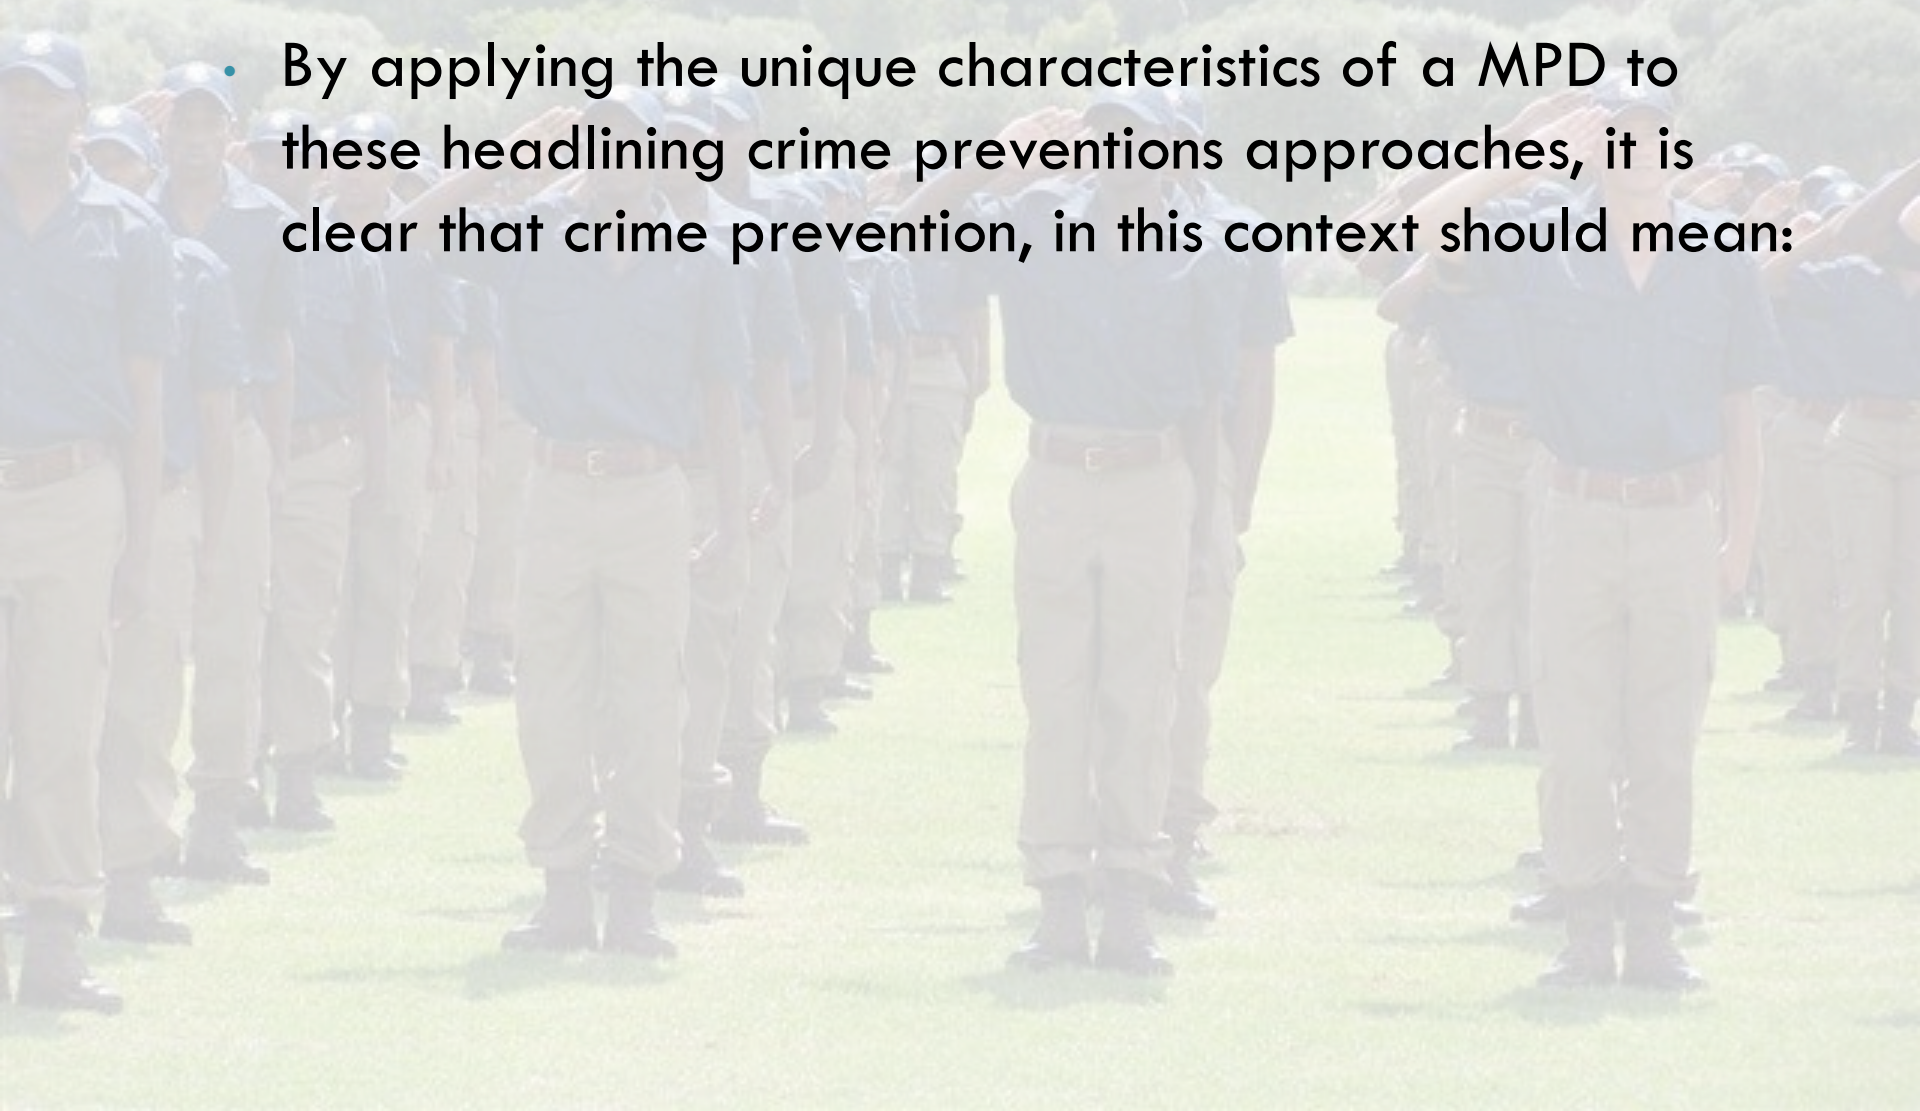 • By applying the unique characteristics of a MPD to
these headlining crime preventions approaches, it is
clear that crime prevention, in this context should mean: